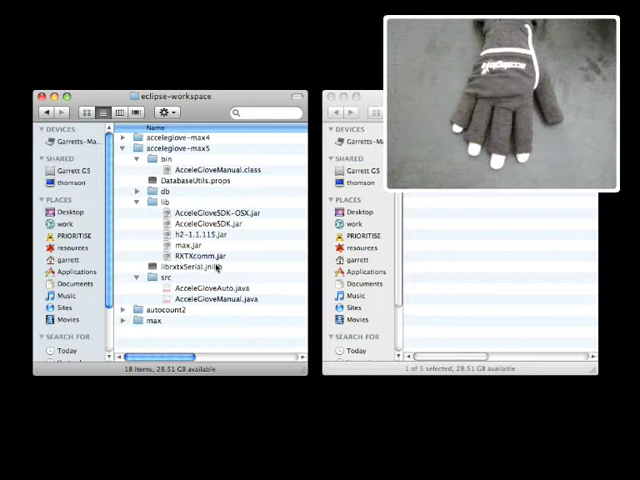 eclipse-workspace
Name
DEVICES
Garretts-Ma...
SHARED
Garrett G5
thomson
PLACES
Desktop
work
PRIORITISE
resources
garrett
Applications
Documents
Music
Sites
Movies
SEARCH FOR
Today
acceleglove-max4
acceleglove-max5
bin
AcceleGloveManual.class
DatabaseUtils.props
db
lib
AcceleGloveSDK-OSX.jar
AcceleGloveSDK.jar
h2-1.1.115.jar
max.jar
RXTXcomm.jar
librxtxSerial.jnilib
src
AcceleGloveAuto.java
AcceleGloveManual.java
autocount2
max
18 items, 28.51 GB available
DEVICES
Garretts-Ma...
SHARED
Garrett G5
thomson
PLACES
Desktop
work
PRIORITISE
resources
garrett
Applications
Documents
Music
Sites
Movies
SEARCH FOR
Today
1 of 5 selected, 28.51 GB available
acceleglove